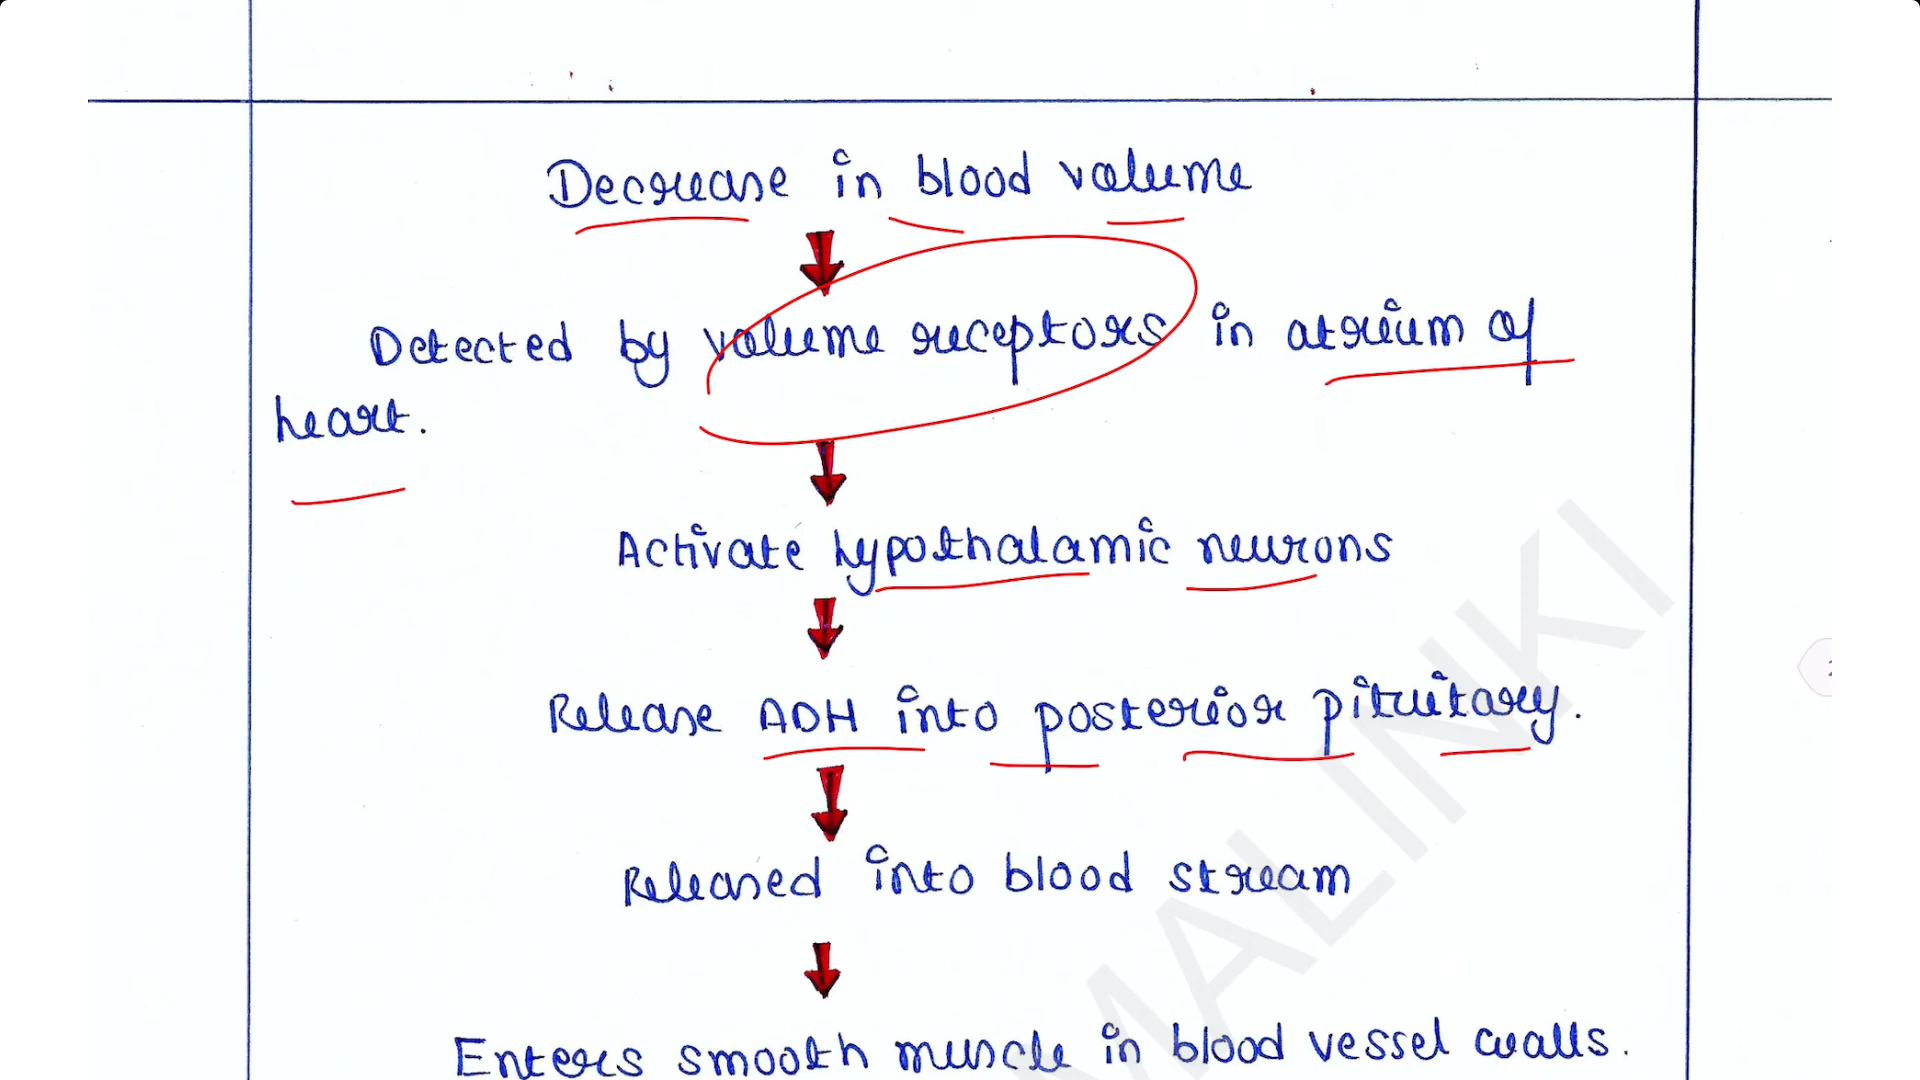 Decrease in blood volume
Detected by volume receptors in atrium of
heart.
Activate hypothalamic neurons
Release ADH into posterior pituitary.
Released into blood stream
Enters smooth muscle in blood vessel walls.
MALINKI